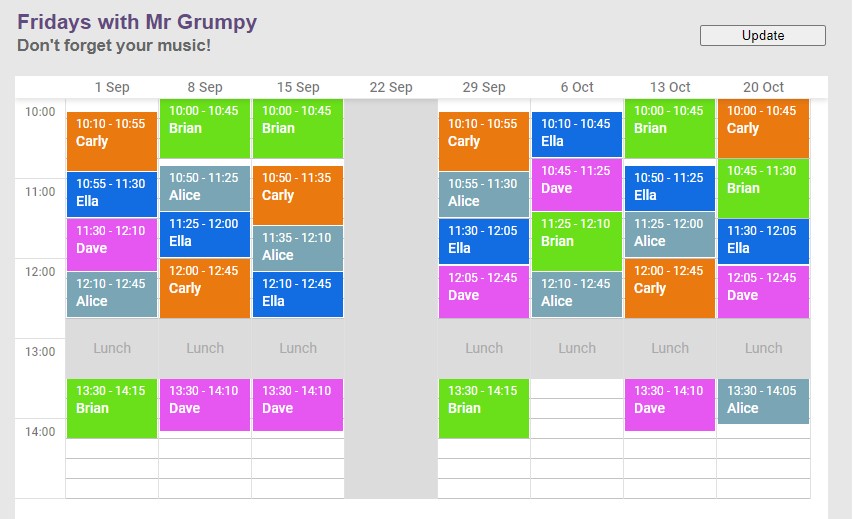 Fridays with Mr Grumpy
Don't forget your music!
Update
1 Sep 8 Sep 15 Sep 22 Sep 29 Sep 6 Oct 13 Oct 20 Oct
10:00
11:00
12:00
13:00
14:00
10:10 - 10:55
Carly
10:55 - 11:30
Ella
11:30 - 12:10
Dave
12:10 - 12:45
Alice
Lunch
13:30 - 14:15
Brian
10:00 - 10:45
Brian
10:50 - 11:25
Alice
11:25 - 12:00
Ella
12:00 - 12:45
Carly
Lunch
13:30 - 14:10
Dave
10:00 - 10:45
Brian
10:50 - 11:35
Carly
11:35 - 12:10
Alice
12:10 - 12:45
Ella
Lunch
13:30 - 14:10
Dave
10:10 - 10:55
Carly
10:55 - 11:30
Alice
11:30 - 12:05
Ella
12:05 - 12:45
Dave
Lunch
13:30 - 14:15
Brian
10:10 - 10:45
Ella
10:45 - 11:25
Dave
11:25 - 12:10
Brian
12:10 - 12:45
Alice
Lunch
10:00 - 10:45
Brian
10:50 - 11:25
Ella
11:25 - 12:00
Alice
12:00 - 12:45
Carly
Lunch
13:30 - 14:10
Dave
10:00 - 10:45
Carly
10:45 - 11:30
Brian
11:30 - 12:05
Ella
12:05 - 12:45
Dave
Lunch
13:30 - 14:05
Alice